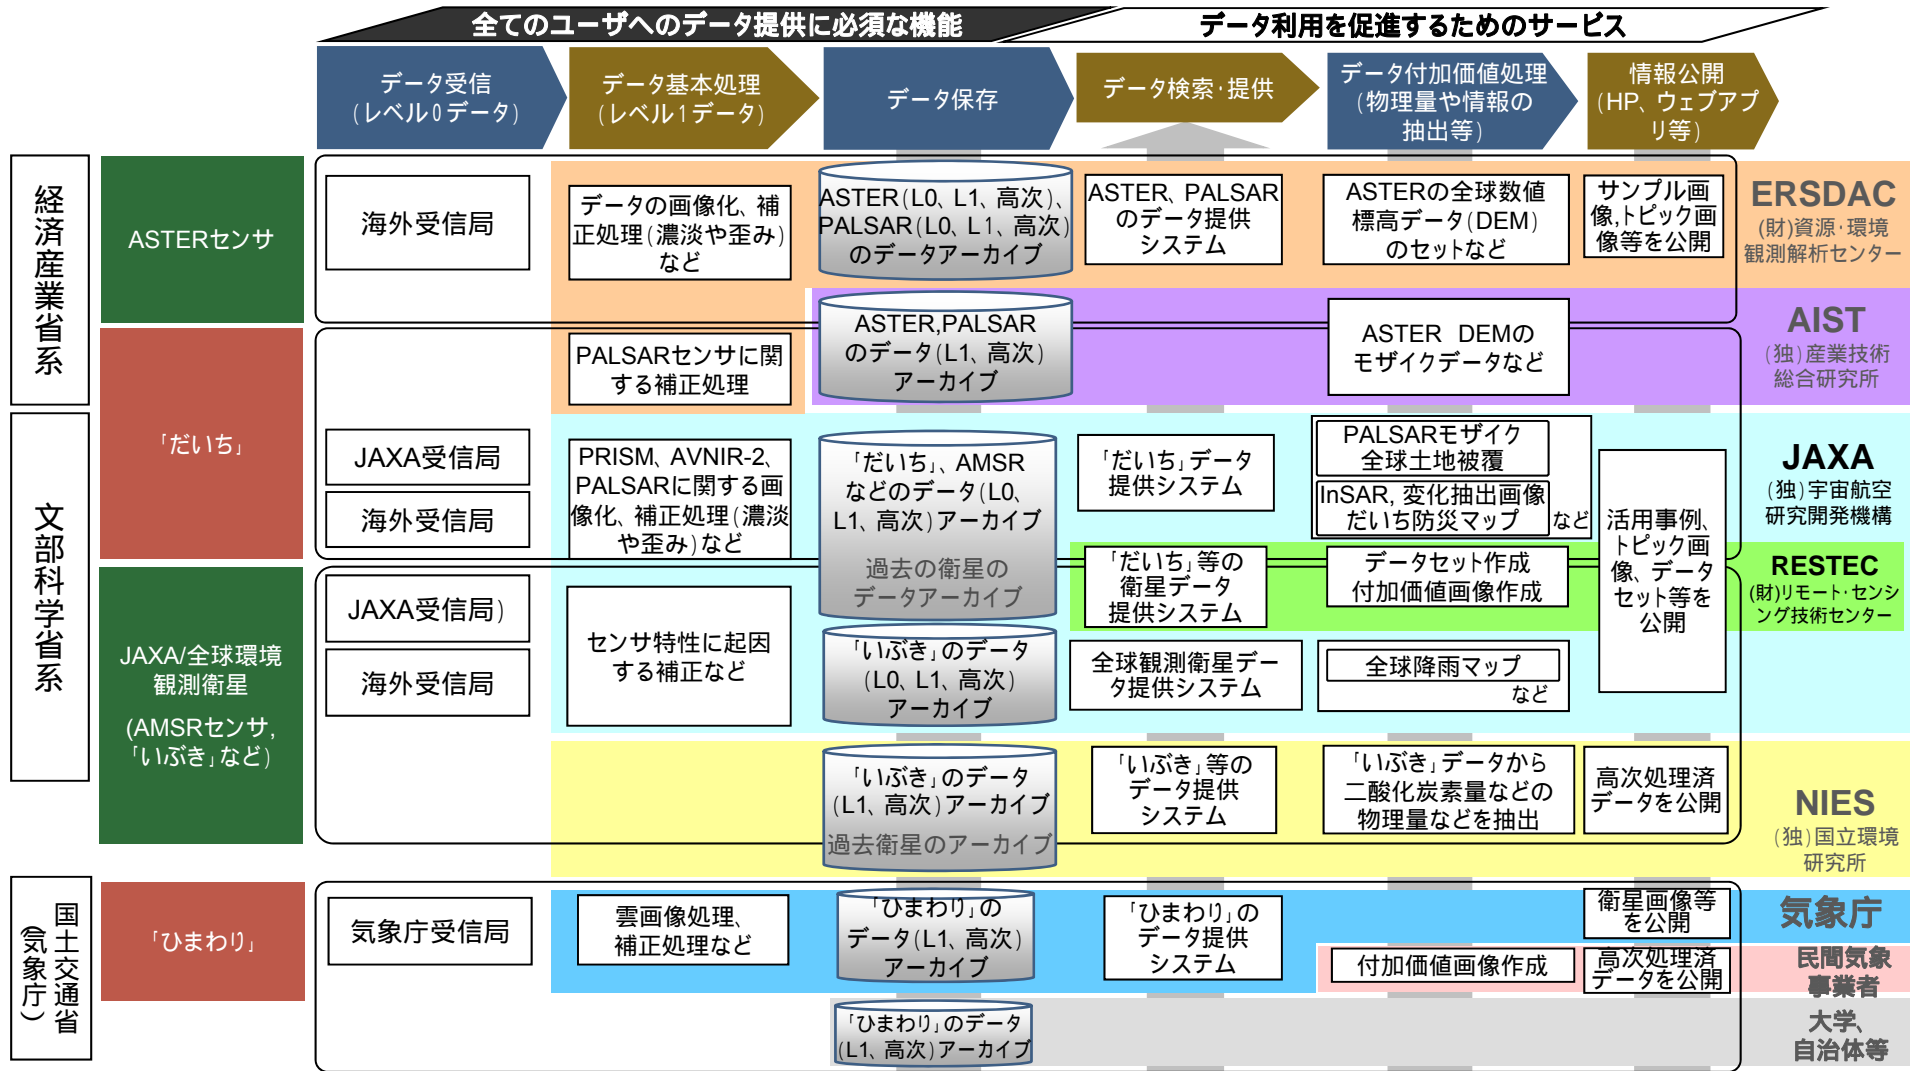 全てのユーザへのデータ提供に必須な機能
データ利用を促進するためのサービス
データ受信
(レベル0データ)
データ基本処理
(レベル1データ)
データ保存
データ検索・提供
データ付加価値処理
(物理量や情報の
抽出等)
情報公開
(HP、ウェブアプ
リ等)
経済産業省系
文部科学省系
国土交通省
(気象庁)
ASTERセンサ
「だいち」
JAXA/全球環境
観測衛星
(AMSRセンサ,
「いぶき」など)
「ひまわり」
海外受信局
データの画像化、補
正処理(濃淡や歪み)
など
ASTER(L0、L1、高次)、
PALSAR(L0、L1、高次)
のデータアーカイブ
ASTER、PALSAR
のデータ提供
システム
ASTERの全球数値
標高データ(DEM)
のセットなど
サンプル画
像,トピック画
像等を公開
ERSDAC
(財)資源・環境
観測解析センター
PALSARセンサに関
する補正処理
ASTER,PALSAR
のデータ(L1、高次)
アーカイブ
ASTER DEMの
モザイクデータなど
AIST
(独)産業技術
総合研究所
JAXA受信局
海外受信局
PRISM、AVNIR-2、
PALSARに関する画
像化、補正処理(濃淡
や歪み)など
「だいち」、AMSR
などのデータ(L0、
L1、高次)アーカイブ
過去の衛星の
データアーカイブ
「だいち」データ
提供システム
PALSARモザイク
全球土地被覆
InSAR,変化抽出画像
だいち防災マップ
など
活用事例、
トピック画
像、データ
セット等を
公開
JAXA
(独)宇宙航空
研究開発機構
「だいち」等の
衛星データ
提供システム
データセット作成
付加価値画像作成
RESTEC
(財)リモート・センシ
ング技術センター
JAXA受信局)
海外受信局
センサ特性に起因
する補正など
「いぶき」のデータ
(L0、L1、高次)
アーカイブ
全球観測衛星デー
タ提供システム
全球降雨マップ
など
「いぶき」のデータ
(L1、高次)アーカイブ
過去衛星のアーカイブ
「いぶき」等の
データ提供
システム
「いぶき」データから
二酸化炭素量などの
物理量などを抽出
高次処理済
データを公開
NIES
(独)国立環境
研究所
気象庁受信局
雲画像処理、
補正処理など
「ひまわり」の
データ(L1、高次)
アーカイブ
「ひまわり」の
データ提供
システム
衛星画像等
を公開
気象庁
付加価値画像作成
高次処理済
データを公開
民間気象
事業者
「ひまわり」のデータ
(L1、高次)アーカイブ
大学、
自治体等